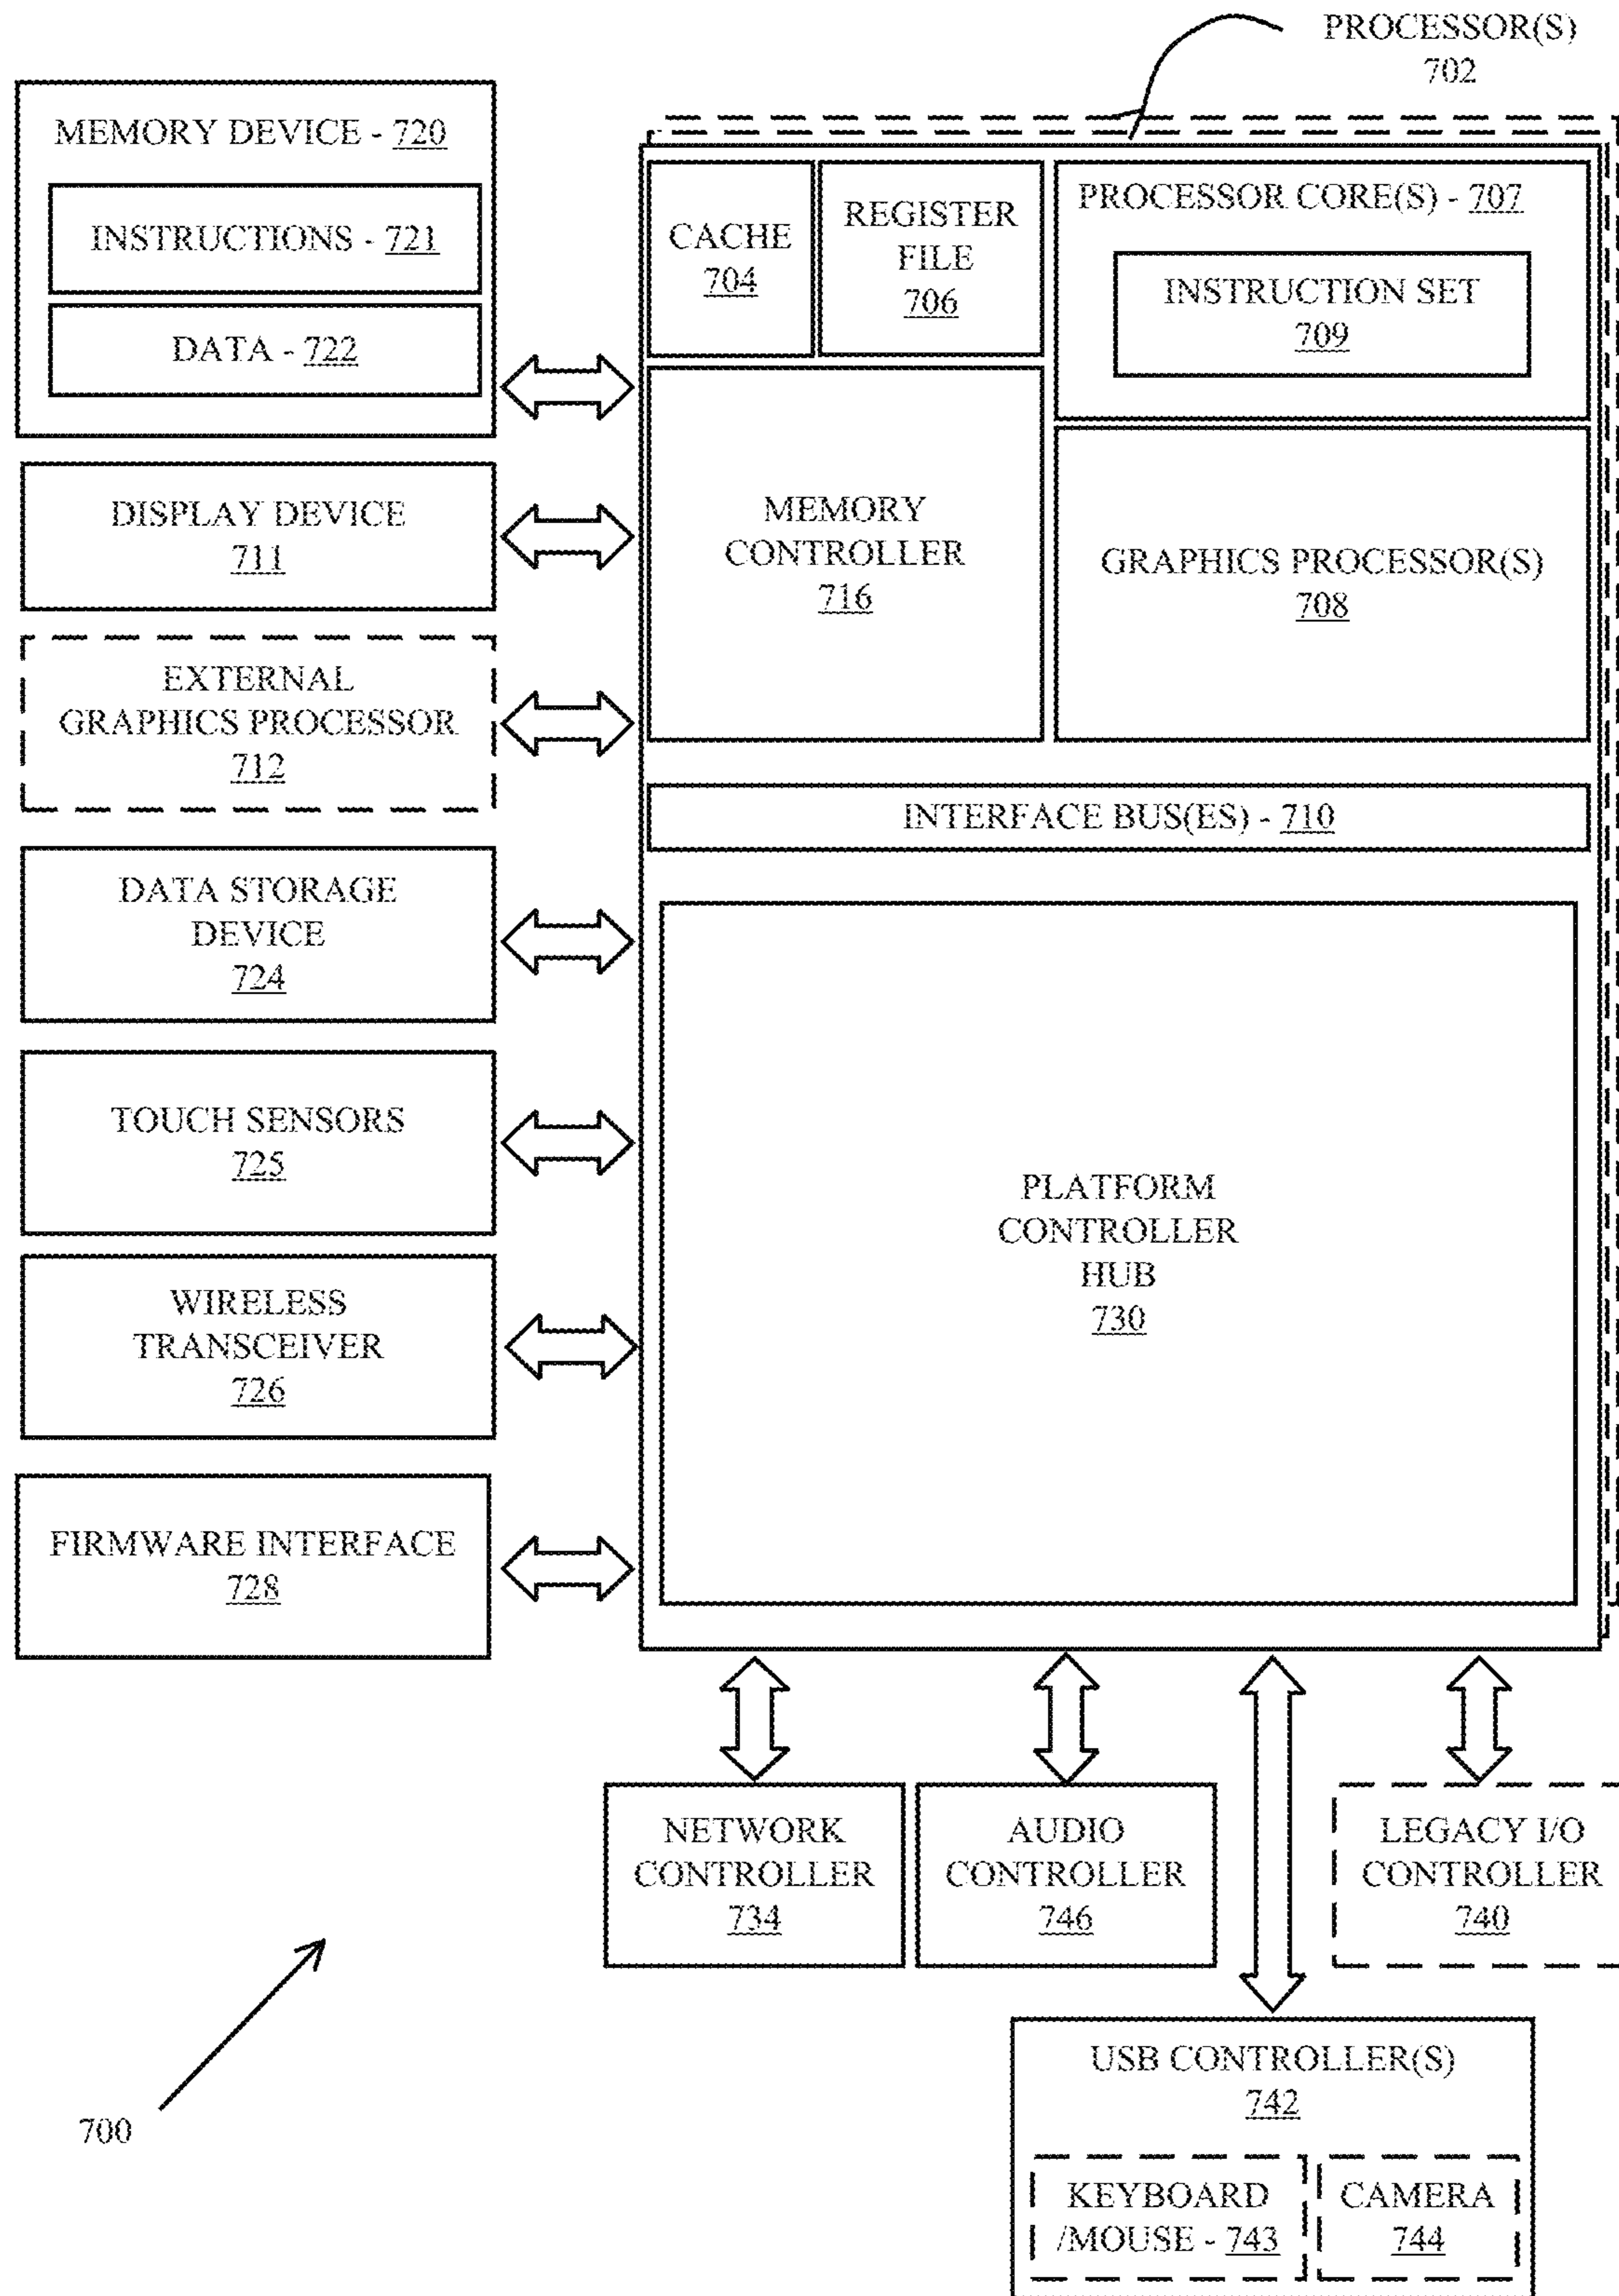 PROCESSOR(S)
702
MEMORY DEVICE - 720
INSTRUCTIONS - 721
DATA - 722
CACHE
704
REGISTER
FILE
706
PROCESSOR CORE(S) - 707
INSTRUCTION SET
709
DISPLAY DEVICE
711
MEMORY
CONTROLLER
716
GRAPHICS PROCESSOR(S)
708
EXTERNAL
GRAPHICS PROCESSOR
712
INTERFACE BUS(ES) - 710
DATA STORAGE
DEVICE
724
TOUCH SENSORS
725
PLATFORM
CONTROLLER
HUB
730
WIRELESS
TRANSCEIVER
726
FIRMWARE INTERFACE
728
NETWORK
CONTROLLER
734
AUDIO
CONTROLLER
746
LEGACY I/O
CONTROLLER
740
700
USB CONTROLLER(S)
742
KEYBOARD
/MOUSE - 743
CAMERA
744